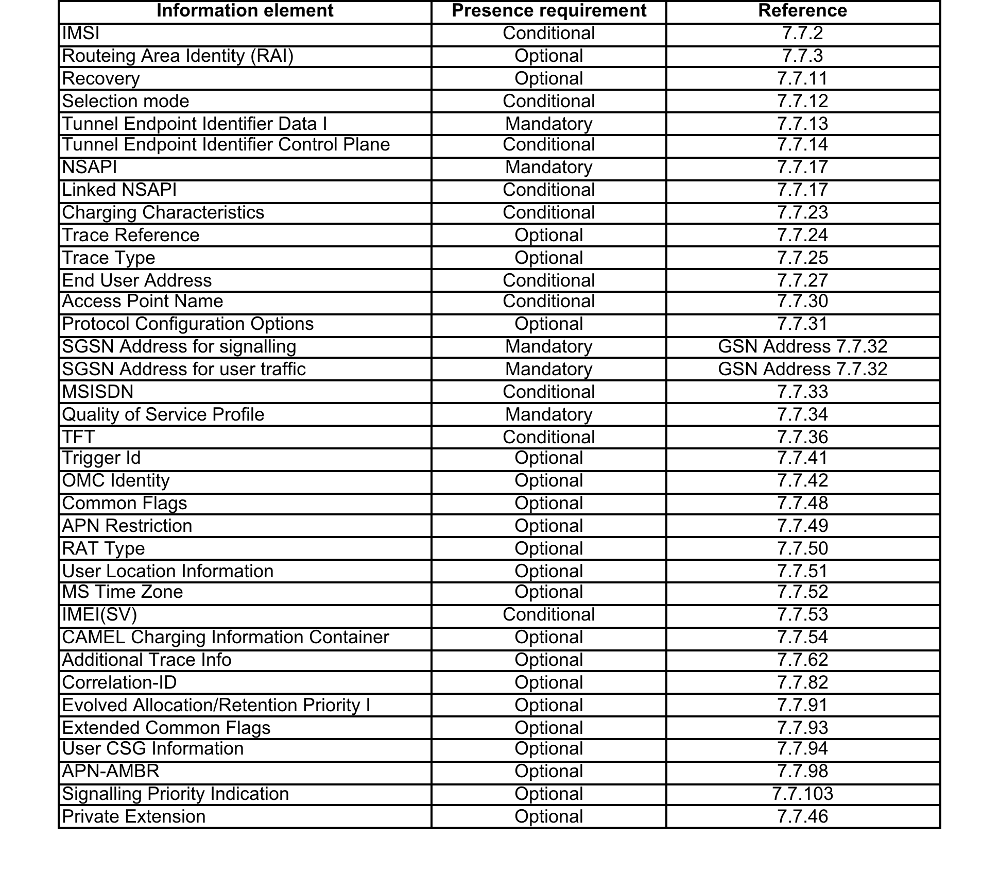 Information element Presence requirement Reference
IMSI Conditional 7.7.2
Routeing Area Identity (RAI) Optional 7.7.3
Recovery Optional 7.7.11
Selection mode Conditional 7.7.12
Tunnel Endpoint Identifier Data I Mandatory 7.7.13
Tunnel Endpoint Identifier Control Plane Conditional 7.7.14
NSAPI Mandatory 7.7.17
Linked NSAPI Conditional 7.7.17
Charging Characteristics Conditional 7.7.23
Trace Reference Optional 7.7.24
Trace Type Optional 7.7.25
End User Address Conditional 7.7.27
Access Point Name Conditional 7.7.30
Protocol Configuration Options Optional 7.7.31
SGSN Address for signalling Mandatory GSN Address 7.7.32
SGSN Address for user traffic Mandatory GSN Address 7.7.32
MSISDN Conditional 7.7.33
Quality of Service Profile Mandatory 7.7.34
TFT Conditional 7.7.36
Trigger Id Optional 7.7.41
OMC Identity Optional 7.7.42
Common Flags Optional 7.7.48
APN Restriction Optional 7.7.49
RAT Type Optional 7.7.50
User Location Information Optional 7.7.51
MS Time Zone Optional 7.7.52
IMEI(SV) Conditional 7.7.53
CAMEL Charging Information Container Optional 7.7.54
Additional Trace Info Optional 7.7.62
Correlation-ID Optional 7.7.82
Evolved Allocation/Retention Priority I Optional 7.7.91
Extended Common Flags Optional 7.7.93
User CSG Information Optional 7.7.94
APN-AMBR Optional 7.7.98
Signalling Priority Indication Optional 7.7.103
Private Extension Optional 7.7.46